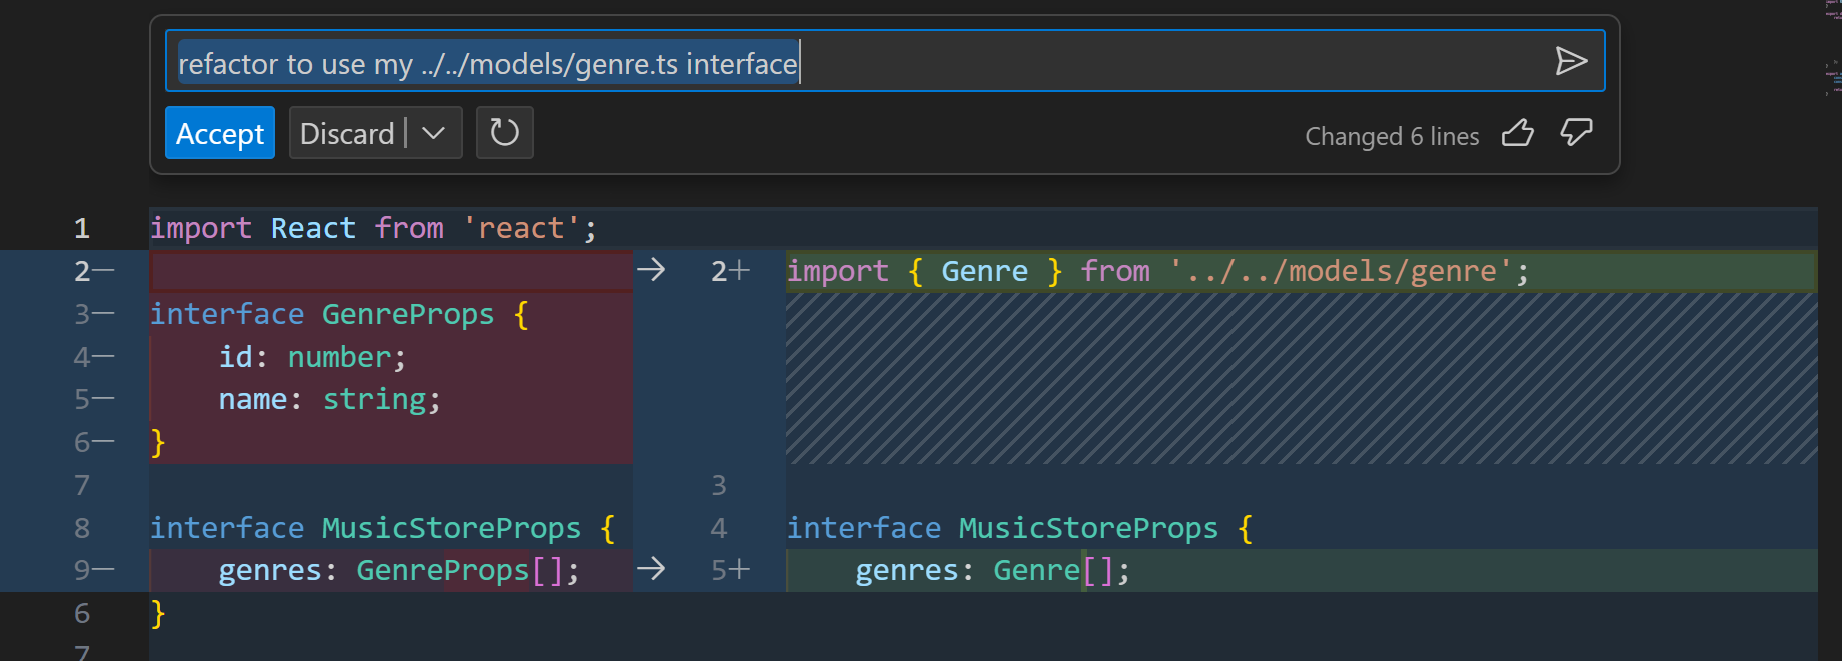 refactor to use my ../../models/genre.ts interface
Accept
Discard
Changed 6 lines
1 import React from 'react';
2— 2+ import { Genre } from '../../models/genre';
3— interface GenreProps {
4— id: number;
5— name: string;
6— }
7 3
8 interface MusicStoreProps { 4 interface MusicStoreProps {
9— genres: GenreProps[]; 5+ genres: Genre[];
6 }
7